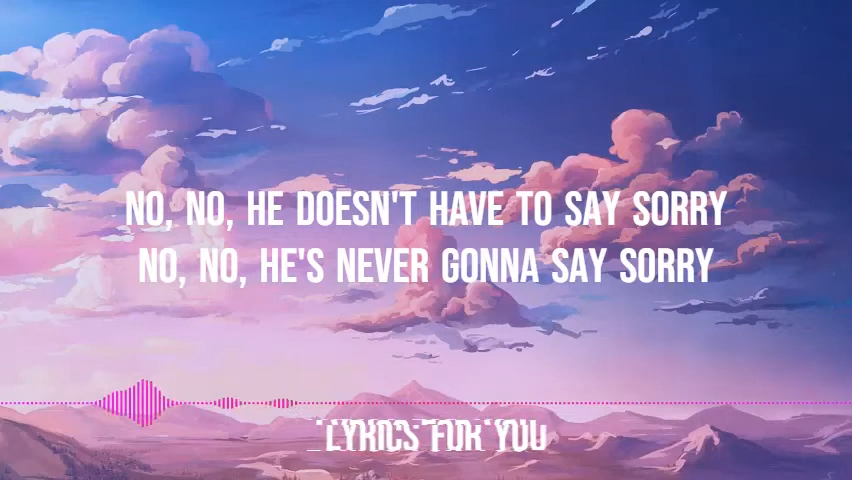 NO, NO, HE DOESN'T HAVE TO SAY SORRY
NO, NO, HE'S NEVER GONNA SAY SORRY
LYRICS FOR YOU